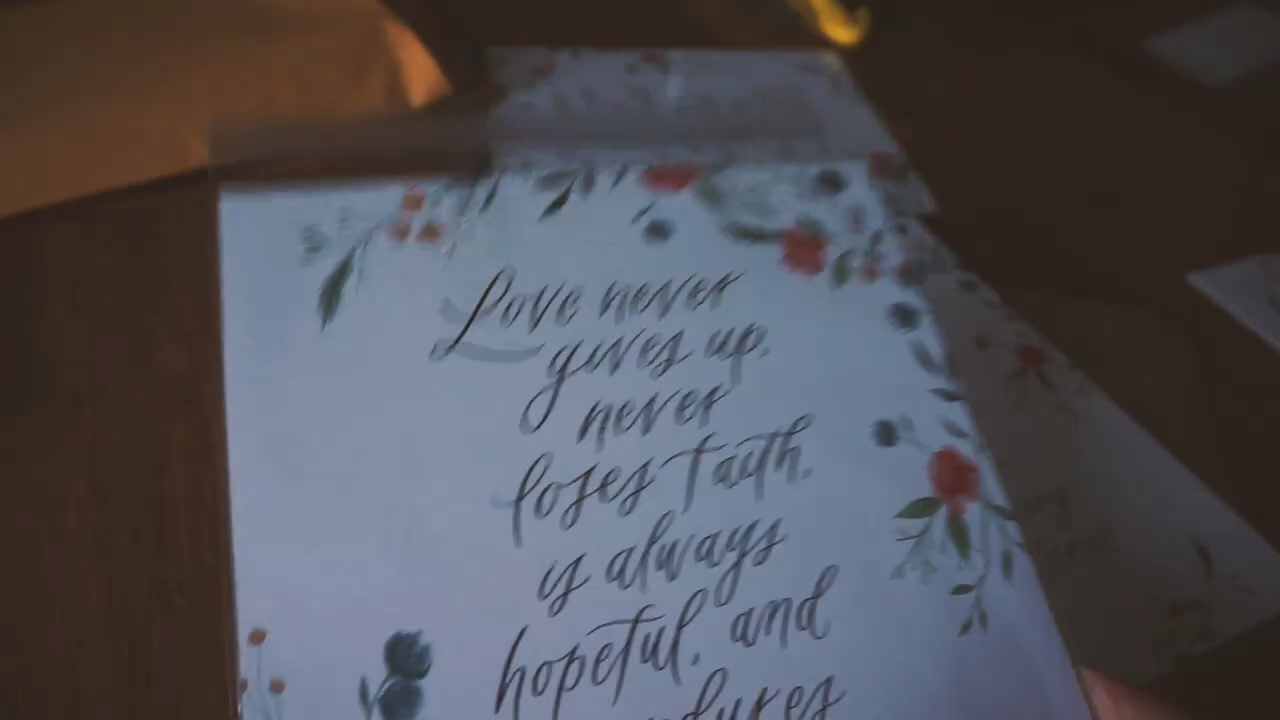 Love never
gives up,
never
loses faith,
is always
hopeful, and